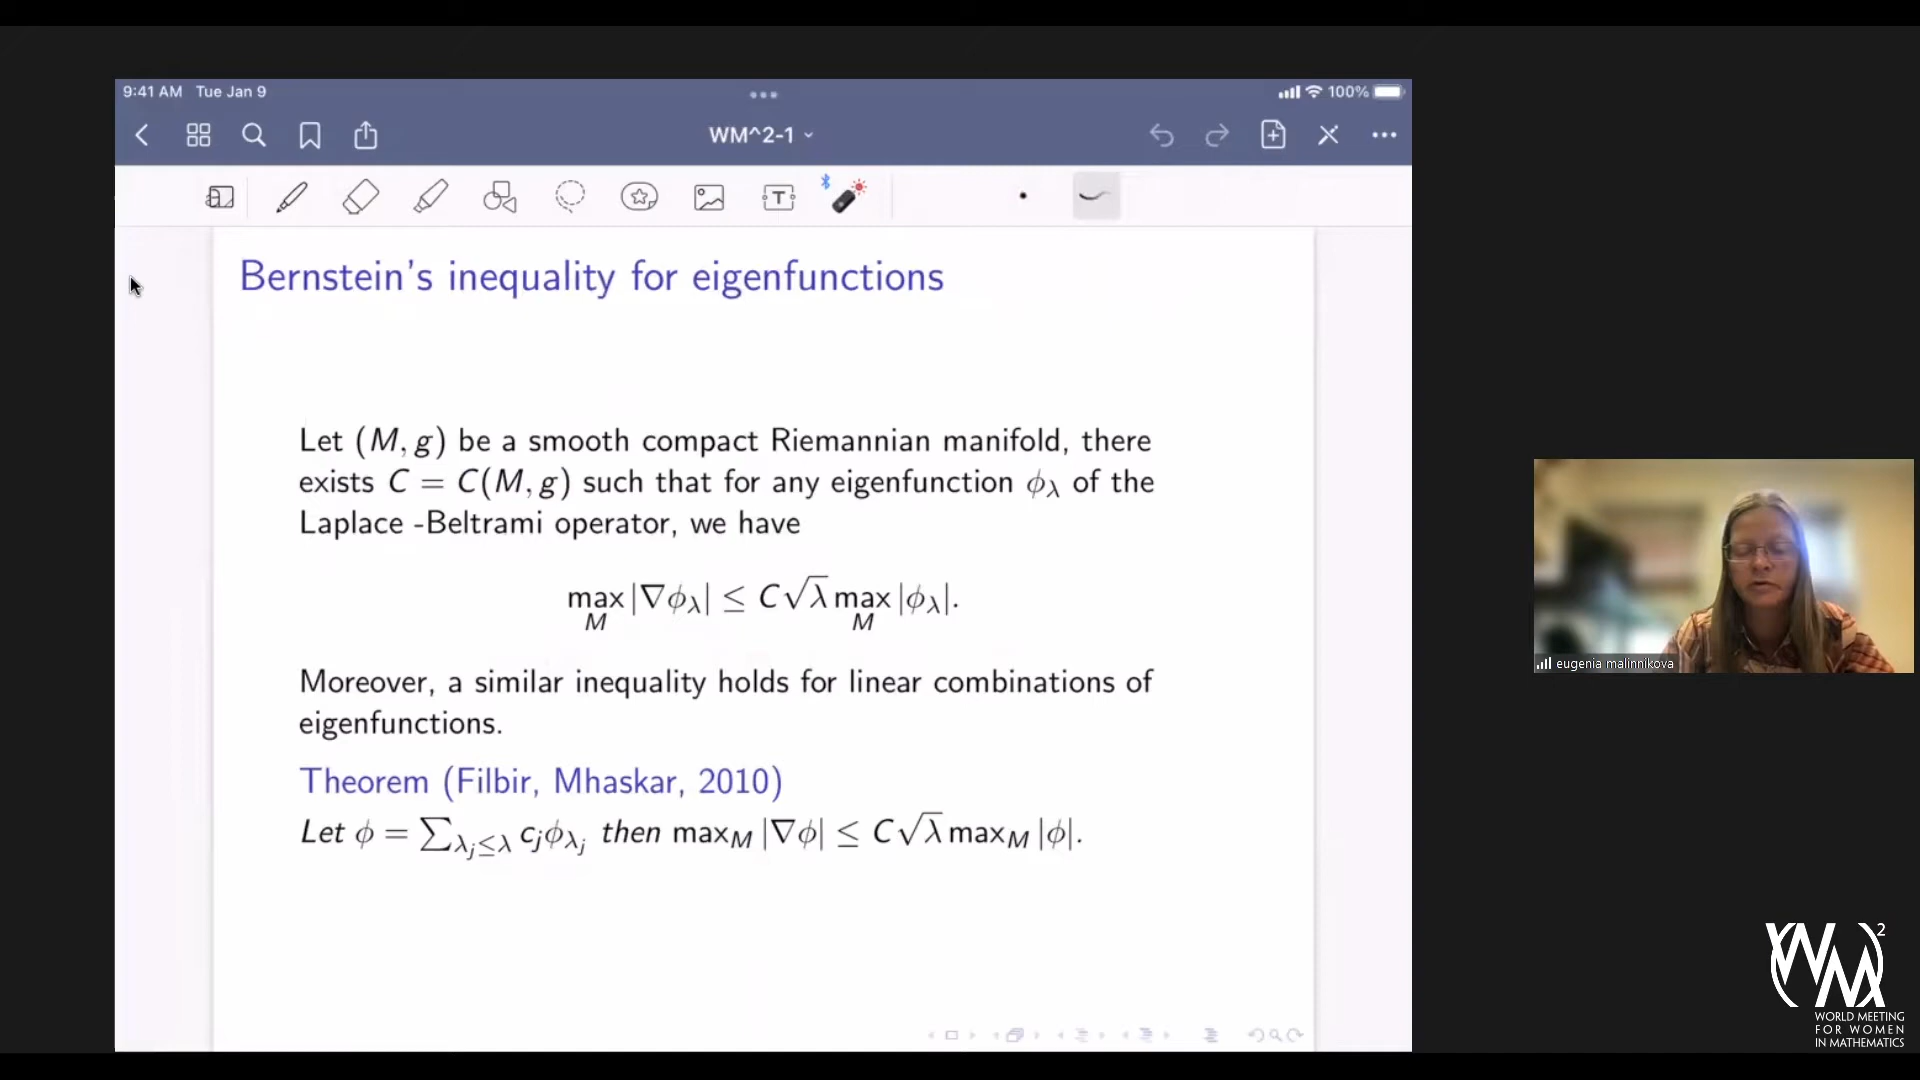 9:41 AM Tue Jan 9
100%
WM^2-1
T
Bernstein's inequality for eigenfunctions
Let (M, g) be a smooth compact Riemannian manifold, there
exists C = C(M, g) such that for any eigenfunction ϕ_λ of the
Laplace -Beltrami operator, we have
max_M |∇ϕ_λ| ≤ C√λ max_M |ϕ_λ|.
Moreover, a similar inequality holds for linear combinations of
eigenfunctions.
Theorem (Filbir, Mhaskar, 2010)
Let ϕ = ∑_{λ_j≤λ} c_jϕ_{λ_j} then max_M |∇ϕ| ≤ C√λ max_M |ϕ|.
eugenia malinnikova
WM²
WORLD MEETING
FOR WOMEN
IN MATHEMATICS